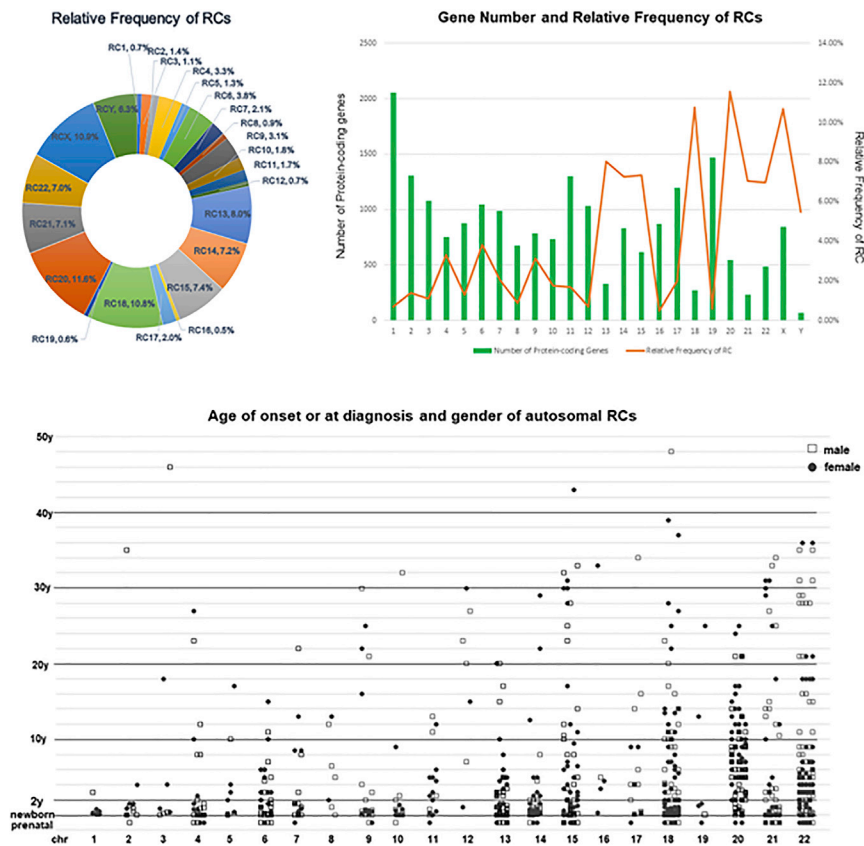 Relative Frequency of RCs
RC1, 0.7%
RC2, 1.4%
RC3, 1.1%
RC4, 3.3%
RC5, 1.3%
RC6, 3.8%
RC7, 2.1%
RC8, 0.9%
RC9, 3.1%
RC10, 1.8%
RC11, 1.7%
RC12, 0.7%
RC13, 8.0%
RC14, 7.2%
RC15, 7.4%
RC16, 0.5%
RC17, 2.0%
RC18, 10.8%
RC19, 0.6%
RC20, 11.6%
RC21, 7.1%
RC22, 7.0%
RCX, 10.9%
RCY, 6.3%
Gene Number and Relative Frequency of RCs
Number of Protein-coding genes
2500
2000
1500
1000
500
0
14.00%
12.00%
10.00%
8.00%
6.00%
4.00%
2.00%
0.00%
Relative Frequency of RC
1 2 3 4 5 6 7 8 9 10 11 12 13 14 15 16 17 18 19 20 21 22 X Y
Number of Protein-coding Genes Relative Frequency of RC
Age of onset or at diagnosis and gender of autosomal RCs
male
female
50y
40y
30y
20y
10y
2y
newborn
prenatal
chr 1 2 3 4 5 6 7 8 9 10 11 12 13 14 15 16 17 18 19 20 21 22